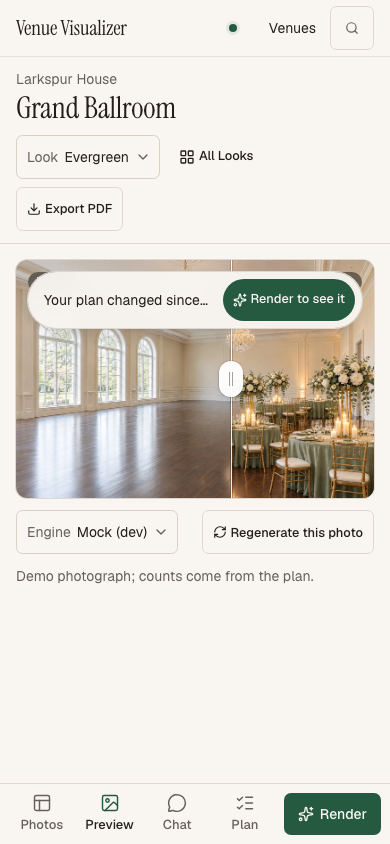 Venue Visualizer
Venues
Larkspur House
Grand Ballroom
Look Evergreen
All Looks
Export PDF
Your plan changed since...
Render to see it
Engine Mock (dev)
Regenerate this photo
Demo photograph; counts come from the plan.
Photos
Preview
Chat
Plan
Render